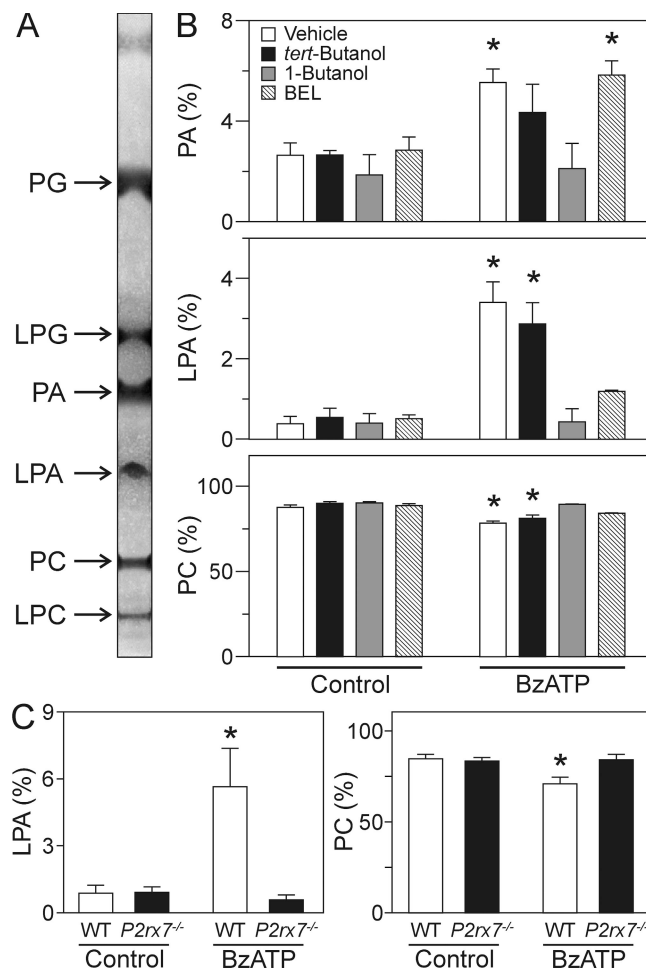 A
PG
LPG
PA
LPA
PC
LPC
B
Vehicle
tert-Butanol
1-Butanol
BEL
PA (%)
8
4
0
*
*
LPA (%)
4
2
0
*
*
PC (%)
100
50
0
*
*
Control
BzATP
C
LPA (%)
9
6
3
0
*
WT P2rx7-/- WT P2rx7-/-
Control
BzATP
PC (%)
100
50
0
*
WT P2rx7-/- WT P2rx7-/-
Control
BzATP